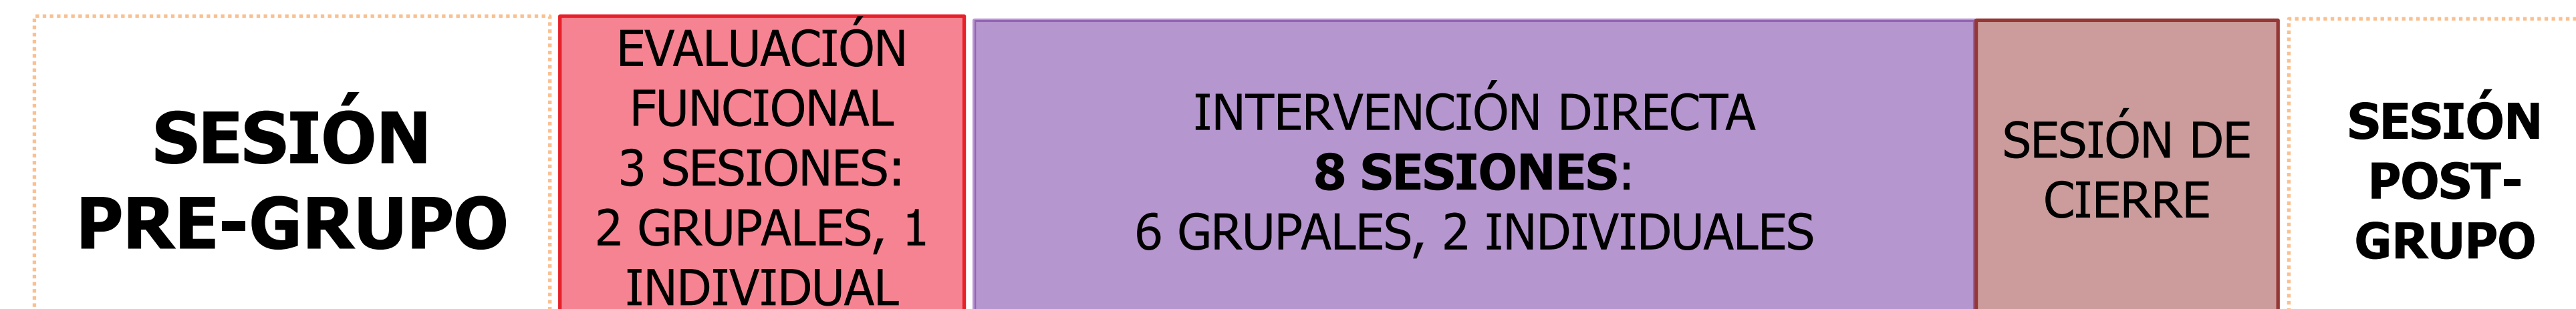 SESIÓN
PRE-GRUPO
EVALUACIÓN
FUNCIONAL
3 SESIONES:
2 GRUPALES, 1
INDIVIDUAL
INTERVENCIÓN DIRECTA
8 SESIONES:
6 GRUPALES, 2 INDIVIDUALES
SESIÓN DE
CIERRE
SESIÓN
POST-
GRUPO